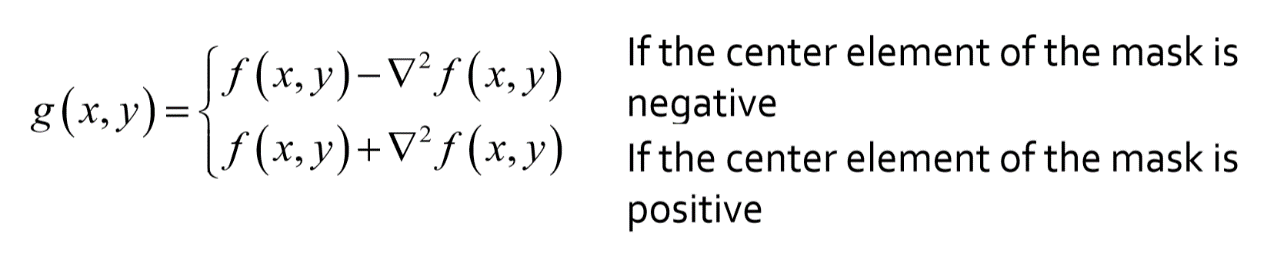 g(x, y) = { f(x, y) − ∇²f(x, y) If the center element of the mask is
negative
f(x, y) + ∇²f(x, y) If the center element of the mask is
positive